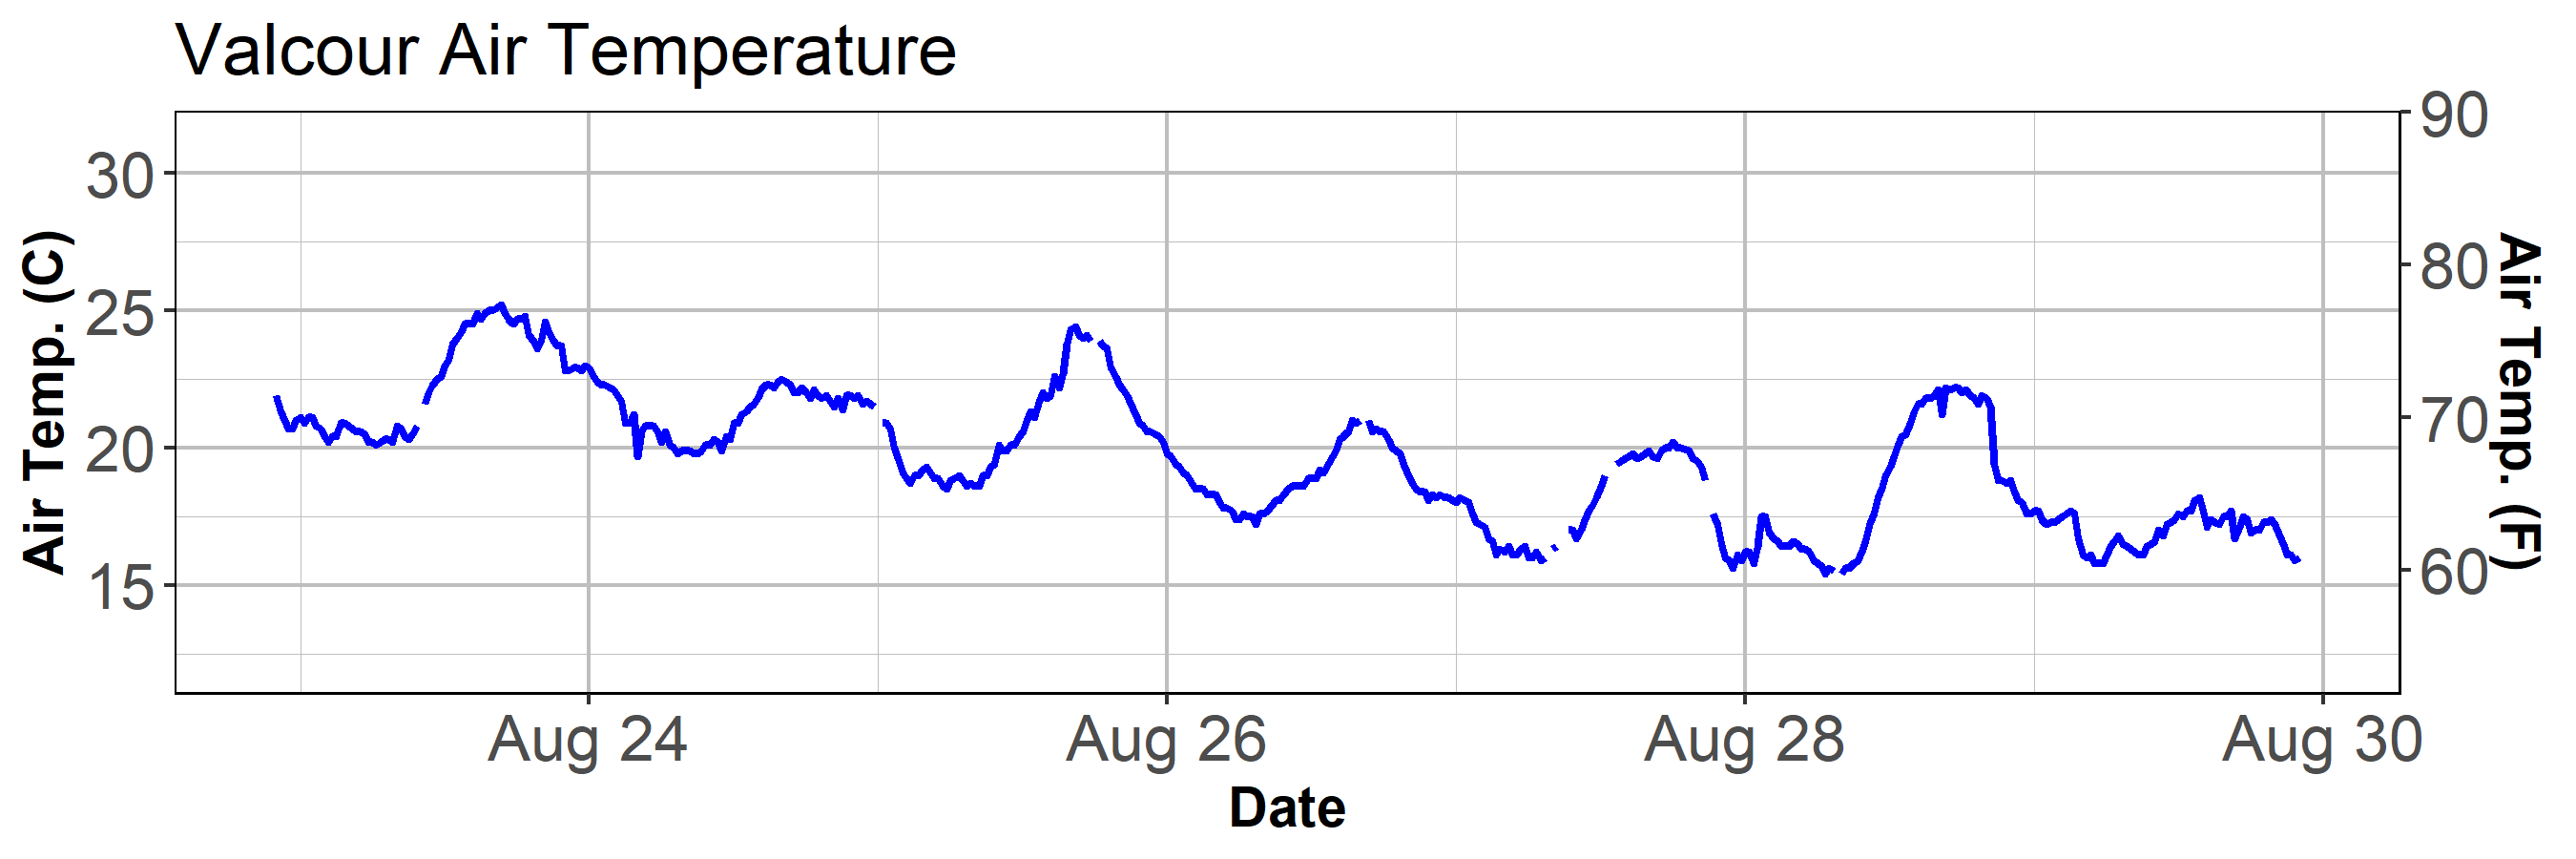 Valcour Air Temperature
Air Temp. (C)
30
25
20
15
90
80
70
60
Air Temp. (F)
Aug 24
Aug 26
Aug 28
Aug 30
Date